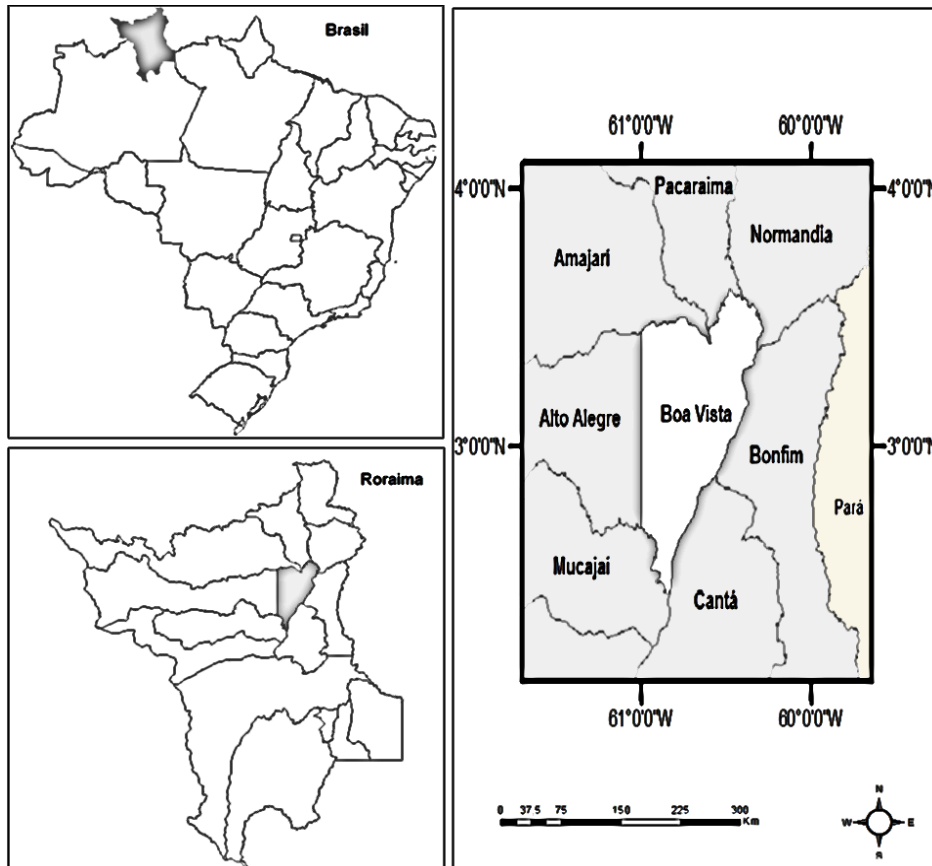 Brasil
Roraima
61°0'0"W 60°0'0"W
4°0'0"N 4°0'0"N
Pacaraima
Normandia
Amajarí
Alto Alegre
Boa Vista
3°0'0"N 3°0'0"N
Bonfim
Pará
Mucajaí
Cantá
61°0'0"W 60°0'0"W
0 37 5 75 150 225 300
Km
N
W E
S